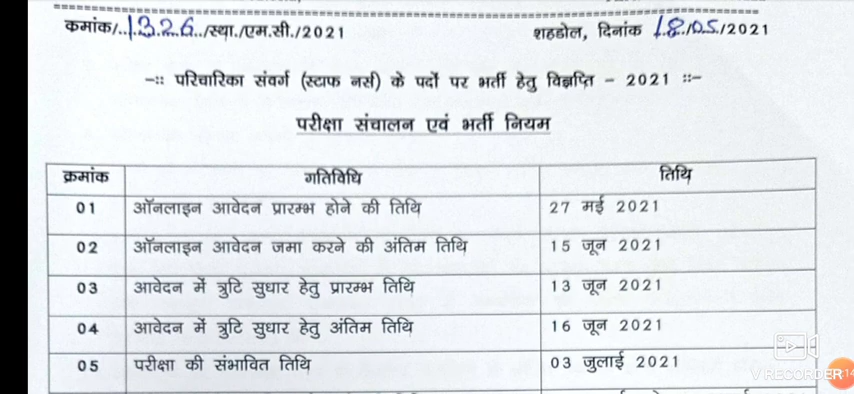 कमांक/..1326../स्था./एम.सी./2021 शहडोल, दिनांक 18/05/2021
-:: परिचारिका संवर्ग (स्टाफ नर्स) के पदों पर भर्ती हेतु विज्ञप्ति - 2021 ::-
परीक्षा संचालन एवं भर्ती नियम
क्रमांक गतिविधि तिथि
01 ऑनलाइन आवेदन प्रारम्भ होने की तिथि 27 मई 2021
02 ऑनलाइन आवेदन जमा करने की अंतिम तिथि 15 जून 2021
03 आवेदन में त्रुटि सुधार हेतु प्रारम्भ तिथि 13 जून 2021
04 आवेदन में त्रुटि सुधार हेतु अंतिम तिथि 16 जून 2021
05 परीक्षा की संभावित तिथि 03 जुलाई 2021
V RECORDER